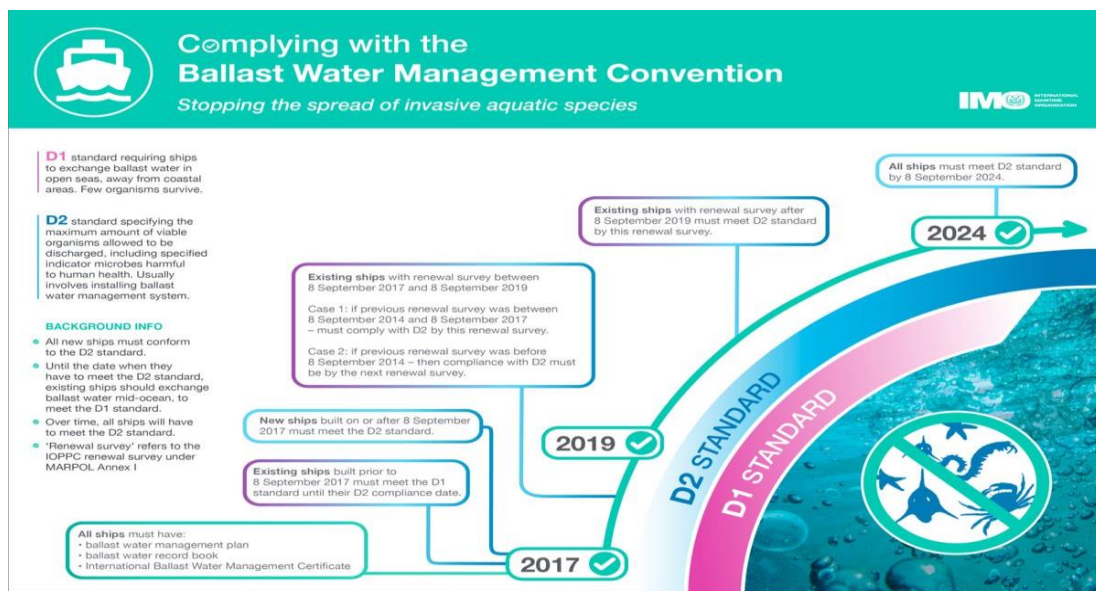 Complying with the
Ballast Water Management Convention
Stopping the spread of invasive aquatic species
IMO
INTERNATIONAL
MARITIME
ORGANIZATION
D1 standard requiring ships
to exchange ballast water in
open seas, away from coastal
areas. Few organisms survive.
D2 standard specifying the
maximum amount of viable
organisms allowed to be
discharged, including specified
indicator microbes harmful
to human health. Usually
involves installing ballast
water management system.
BACKGROUND INFO
All new ships must conform
to the D2 standard.
Until the date when they
have to meet the D2 standard,
existing ships should exchange
ballast water mid-ocean, to
meet the D1 standard.
Over time, all ships will have
to meet the D2 standard.
'Renewal survey' refers to the
IOPPC renewal survey under
MARPOL Annex I
All ships must meet D2 standard
by 8 September 2024.
2024
Existing ships with renewal survey after
8 September 2019 must meet D2 standard
by this renewal survey.
Existing ships with renewal survey between
8 September 2017 and 8 September 2019
Case 1: if previous renewal survey was between
8 September 2014 and 8 September 2017
– must comply with D2 by this renewal survey.
Case 2: if previous renewal survey was before
8 September 2014 – then compliance with D2 must
be by the next renewal survey.
2019
New ships built on or after 8 September
2017 must meet the D2 standard.
Existing ships built prior to
8 September 2017 must meet the D1
standard until their D2 compliance date.
All ships must have:
• ballast water management plan
• ballast water record book
• International Ballast Water Management Certificate
2017
D2 STANDARD
D1 STANDARD